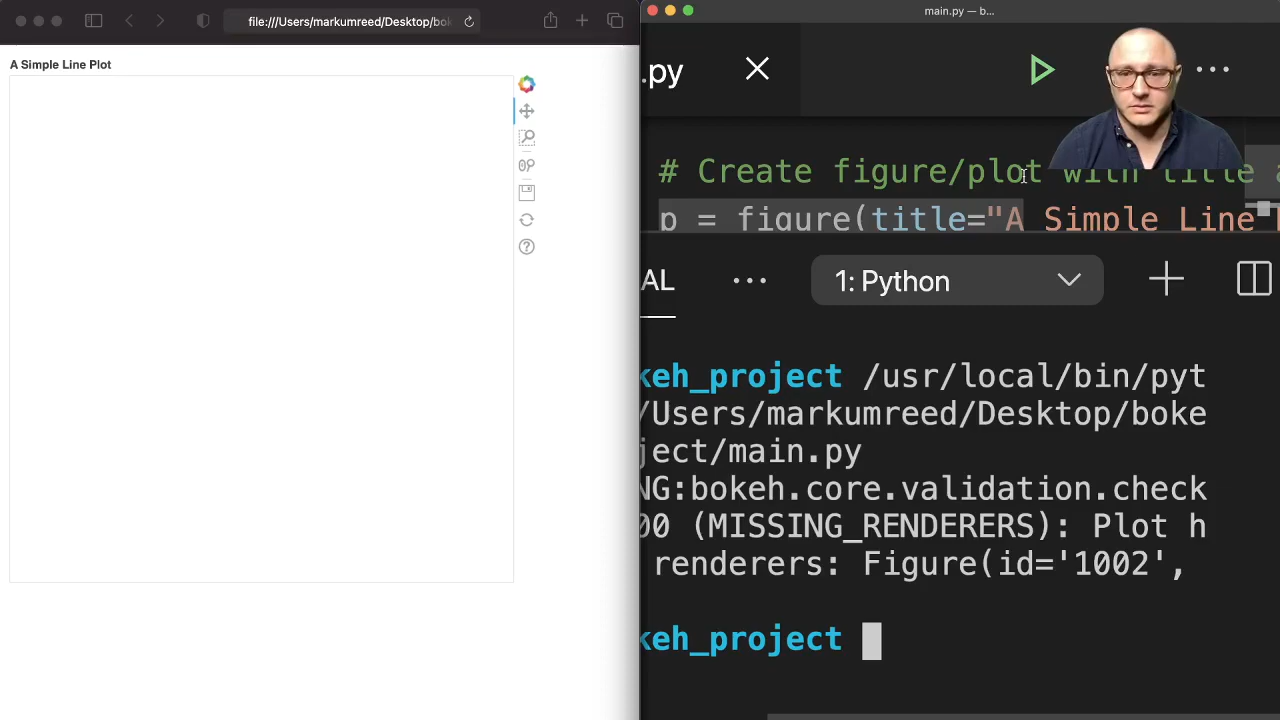 file:///Users/markumreed/Desktop/bok
A Simple Line Plot
main.py — b...
.py
# Create figure/plot with title
p = figure(title="A Simple Line
AL
1: Python
keh_project /usr/local/bin/pyt
/Users/markumreed/Desktop/boke
ject/main.py
NG:bokeh.core.validation.check
00 (MISSING_RENDERERS): Plot h
renderers: Figure(id='1002',
keh_project